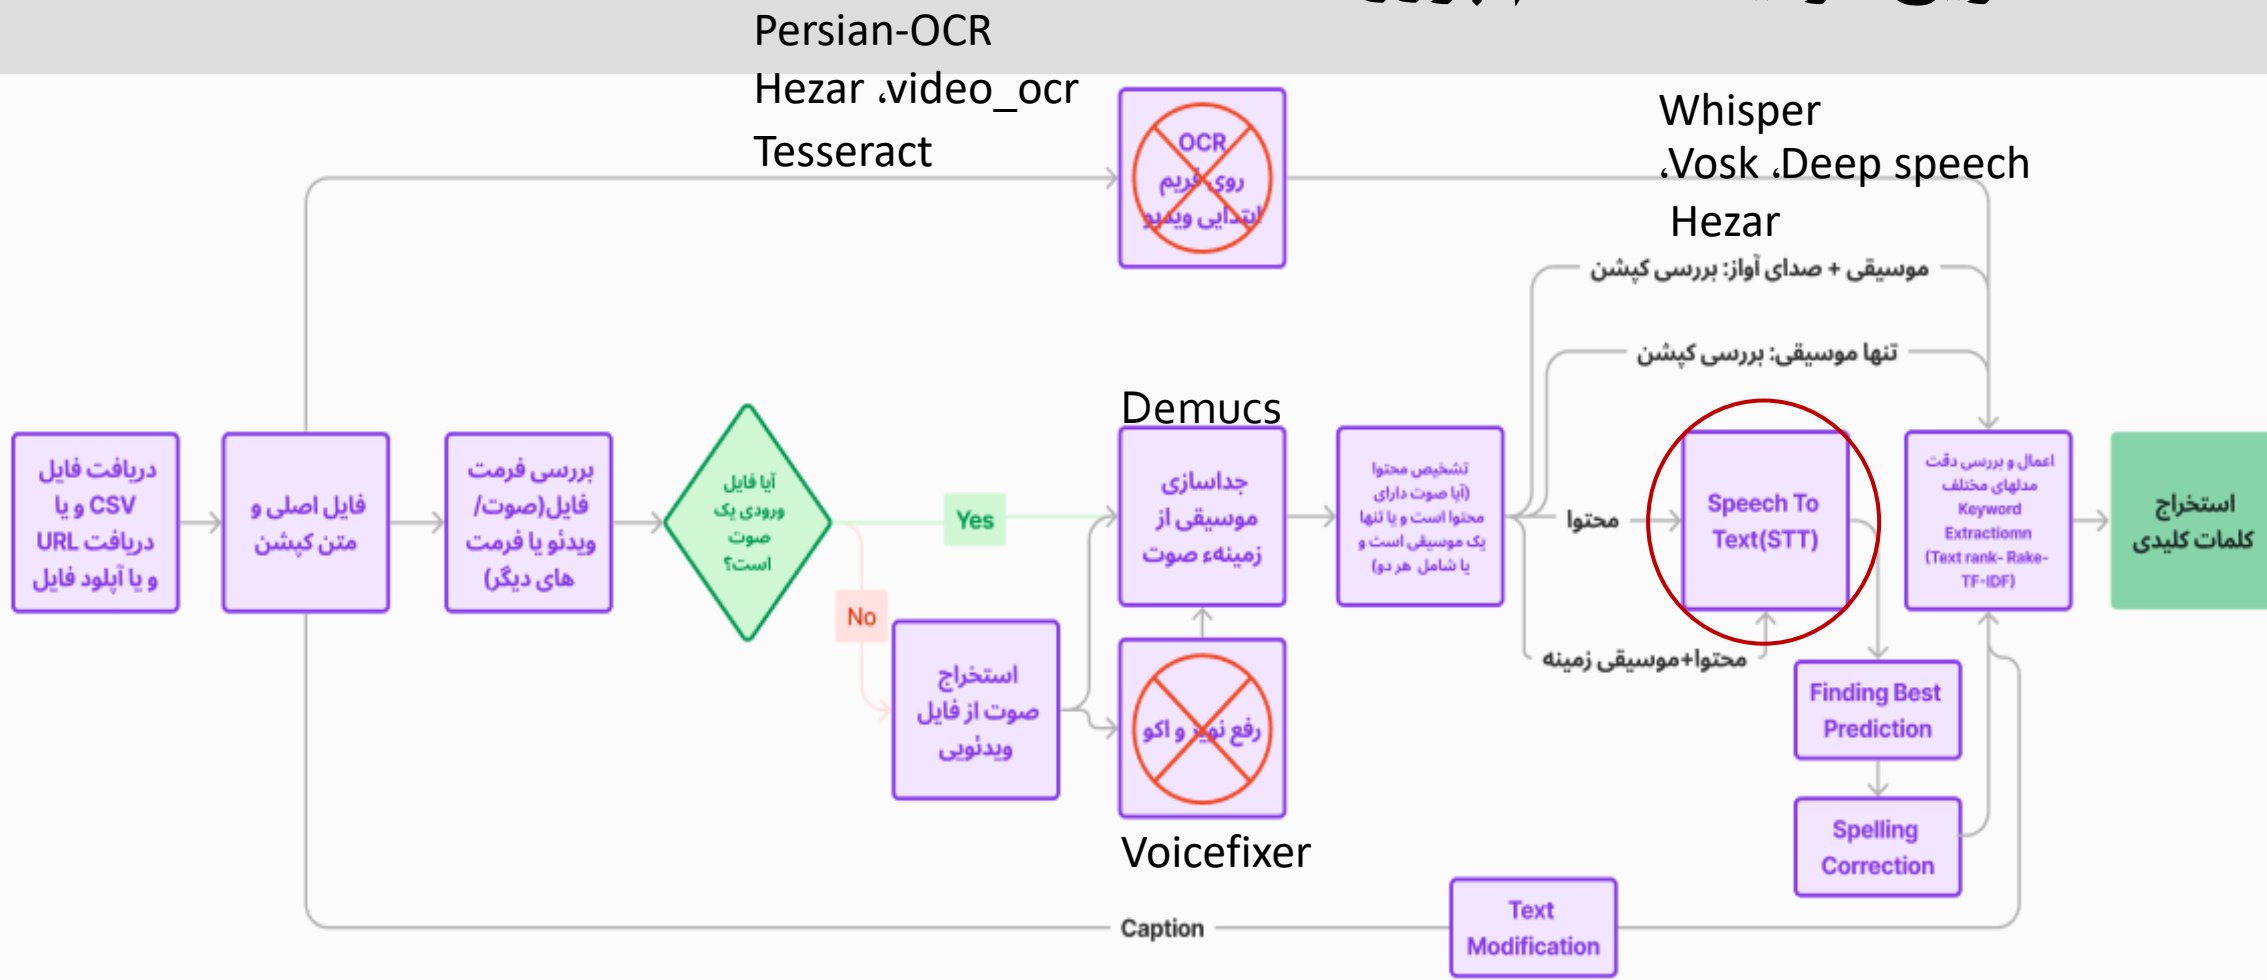 Persian-OCR
Hezar ،video_ocr
Tesseract
OCR
روی فریم
ابتدایی ویدیو
Whisper
،Vosk ،Deep speech
Hezar
موسیقی + صدای آواز: بررسی کپشن
تنها موسیقی: بررسی کپشن
دریافت فایل
CSV و یا
دریافت URL
و یا آپلود فایل
فایل اصلی و
متن کپشن
بررسی فرمت
فایل(صوت/
ویدئو یا فرمت
های دیگر)
آیا فایل
ورودی یک
صوت
است؟
Yes
No
استخراج
صوت از فایل
ویدئویی
Demucs
جداسازی
موسیقی از
زمینهء صوت
رفع نویز و اکو
Voicefixer
تشخیص محتوا
(آیا صوت دارای
محتوا است و یا تنها
یک موسیقی است و
یا شامل هر دو)
محتوا
محتوا+موسیقی زمینه
Speech To
Text(STT)
Finding Best
Prediction
Spelling
Correction
Caption
Text
Modification
اعمال و بررسی دقت
مدلهای مختلف
Keyword
Extractiomn
(Text rank- Rake-
TF-IDF)
استخراج
کلمات کلیدی